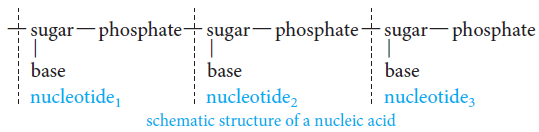 sugar — phosphate sugar — phosphate sugar — phosphate
base base base
nucleotide₁ nucleotide₂ nucleotide₃
schematic structure of a nucleic acid